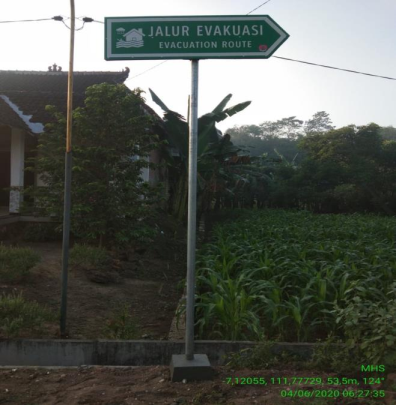 JALUR EVAKUASI
EVACUATION ROUTE
MHS
-7,12055, 111,77729, 53,5m, 124°
04/06/2020 06:27:35